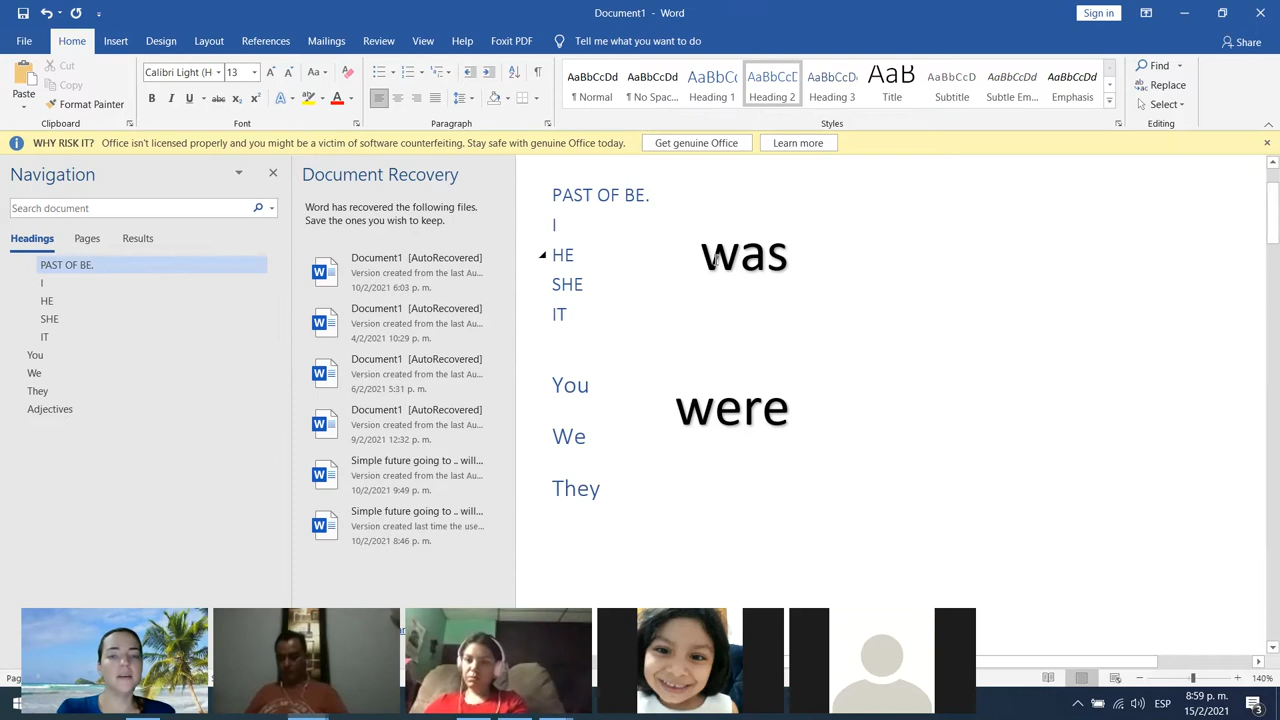 Document1 - Word
Sign in
File Home Insert Design Layout References Mailings Review View Help Foxit PDF Tell me what you want to do Share
Paste
Cut
Copy
Format Painter
Clipboard
Calibri Light (H 13
Font
Paragraph
AaBbCcDd
¶ Normal
AaBbCcDd
¶ No Spac...
AaBbCc
Heading 1
AaBbCcD
Heading 2
AaBbCcD
Heading 3
AaB
Title
AaBbCcD
Subtitle
AaBbCcDd
Subtle Em...
AaBbCcDd
Emphasis
Styles
Find
Replace
Select
Editing
WHY RISK IT? Office isn't licensed properly and you might be a victim of software counterfeiting. Stay safe with genuine Office today. Get genuine Office Learn more
Navigation
Search document
Headings Pages Results
PAST OF BE.
I
HE
SHE
IT
You
We
They
Adjectives
Document Recovery
Word has recovered the following files.
Save the ones you wish to keep.
Document1 [AutoRecovered]
Version created from the last Au...
10/2/2021 6:03 p. m.
Document1 [AutoRecovered]
Version created from the last Au...
4/2/2021 10:29 p. m.
Document1 [AutoRecovered]
Version created from the last Au...
6/2/2021 5:31 p. m.
Document1 [AutoRecovered]
Version created from the last Au...
9/2/2021 12:32 p. m.
Simple future going to .. will...
Version created from the last Au...
10/2/2021 9:49 p. m.
Simple future going to .. will...
Version created last time the use...
10/2/2021 8:46 p. m.
PAST OF BE.
I
HE
was
SHE
IT
You
were
We
They
140%
ESP
8:59 p. m.
15/2/2021
3